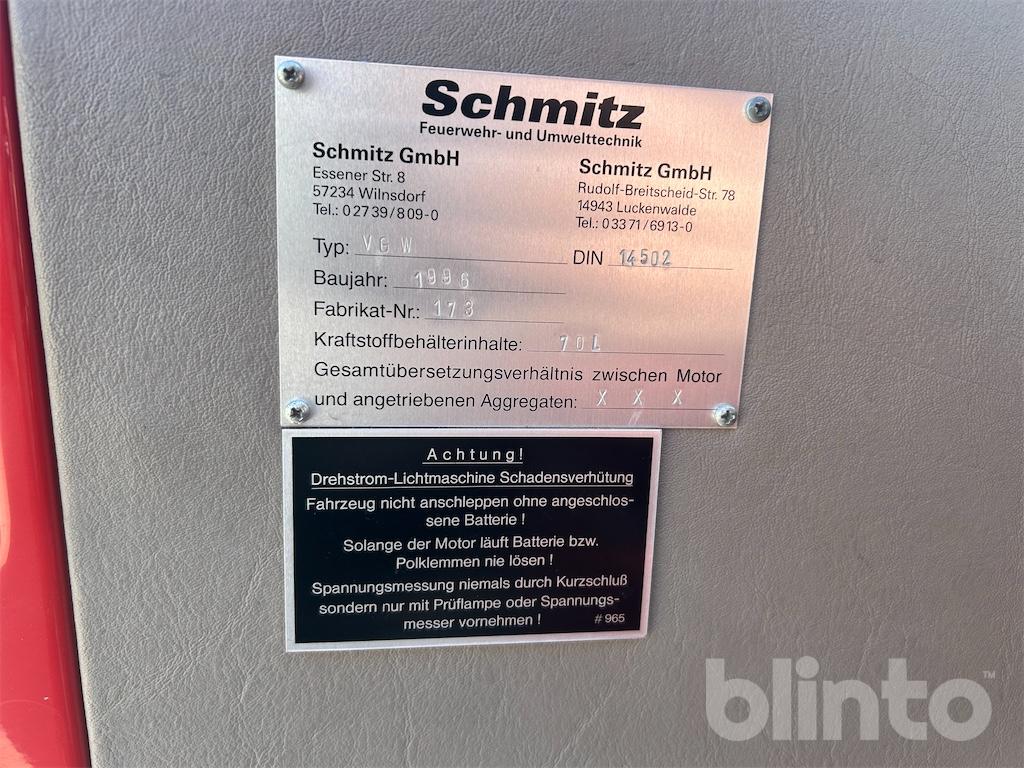 Schmitz
Feuerwehr- und Umwelttechnik
Schmitz GmbH
Essener Str. 8
57234 Wilnsdorf
Tel.: 02739/809-0
Schmitz GmbH
Rudolf-Breitscheid-Str. 78
14943 Luckenwalde
Tel.: 03371/6913-0
Typ: VGW DIN 14502
Baujahr: 1996
Fabrikat-Nr.: 173
Kraftstoffbehälterinhalte: 70L
Gesamtübersetzungsverhältnis zwischen Motor
und angetriebenen Aggregaten: X X X
Achtung!
Drehstrom-Lichtmaschine Schadensverhütung
Fahrzeug nicht anschleppen ohne angeschlos-
sene Batterie !
Solange der Motor läuft Batterie bzw.
Polklemmen nie lösen !
Spannungsmessung niemals durch Kurzschluß
sondern nur mit Prüflampe oder Spannungs-
messer vornehmen ! # 965
blinto™